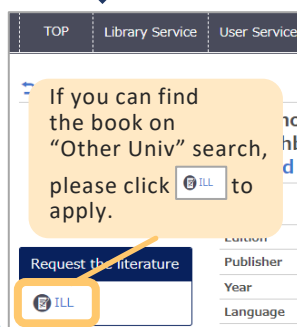 TOP Library Service User Service
If you can find
the book on
“Other Univ” search,
please click ILL to
apply.
Edition
Request the literature
Publisher
ILL
Year
Language